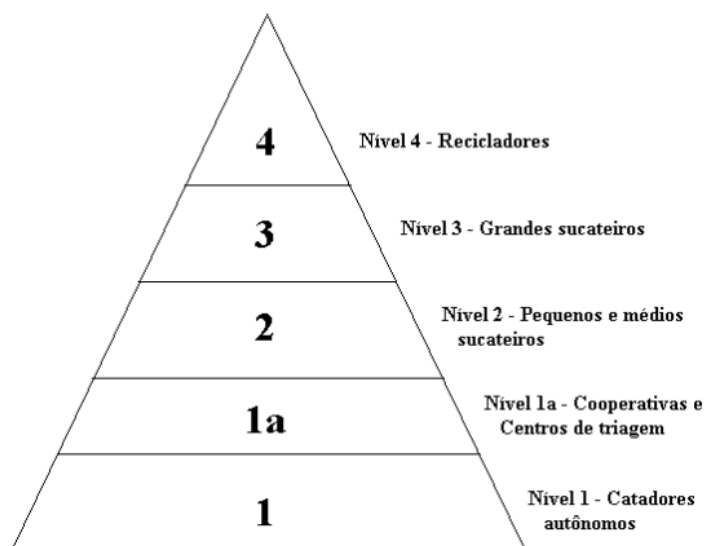 4
Nível 4 - Recicladores
3
Nível 3 - Grandes sucateiros
2
Nível 2 - Pequenos e médios
sucateiros
1a
Nível 1a - Cooperativas e
Centros de triagem
1
Nível 1 - Catadores
autônomos